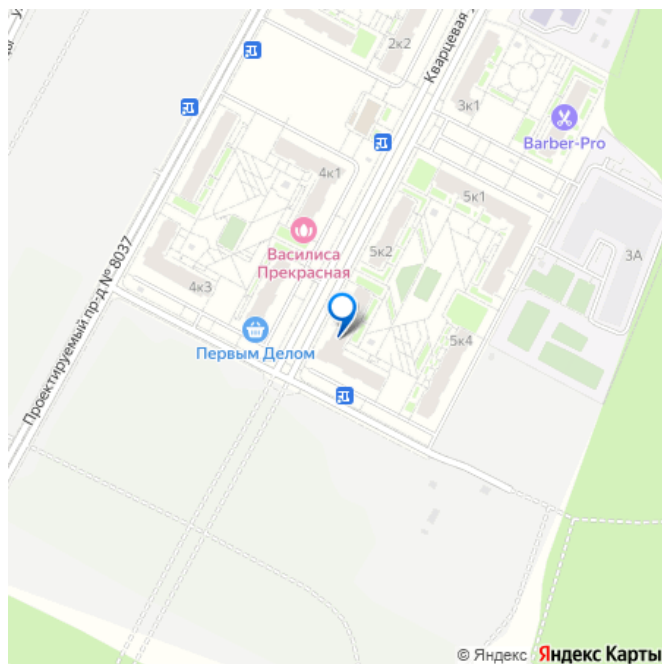 2к2
Кварцевая
3к1
Barber-Pro
4к1
5к1
Василиса
Прекрасная
5к2
3А
Проектируемый пр-д № 8037
4к3
Первым Делом
5к4
© Яндекс Яндекс Карты